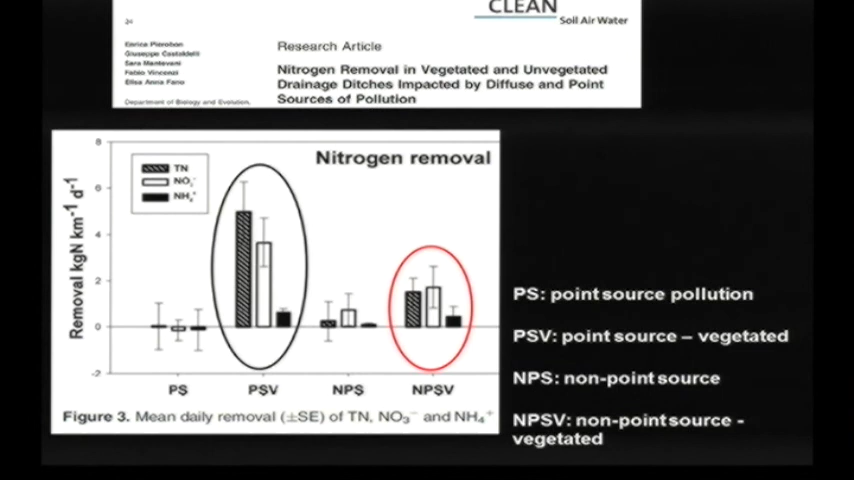 CLEAN
Soil Air Water
24
Enrica Pierobon
Giuseppe Castaldelli
Sara Mantovani
Fabio Vincenzi
Elisa Anna Fano
Department of Biology and Evolution,
Research Article
Nitrogen Removal in Vegetated and Unvegetated
Drainage Ditches Impacted by Diffuse and Point
Sources of Pollution
Nitrogen removal
TN
NO₃⁻
NH₄⁺
Removal kgN km⁻¹ d⁻¹
8
6
4
2
0
-2
PS PSV NPS NPSV
Figure 3. Mean daily removal (±SE) of TN, NO₃⁻ and NH₄⁺
PS: point source pollution
PSV: point source – vegetated
NPS: non-point source
NPSV: non-point source -
vegetated